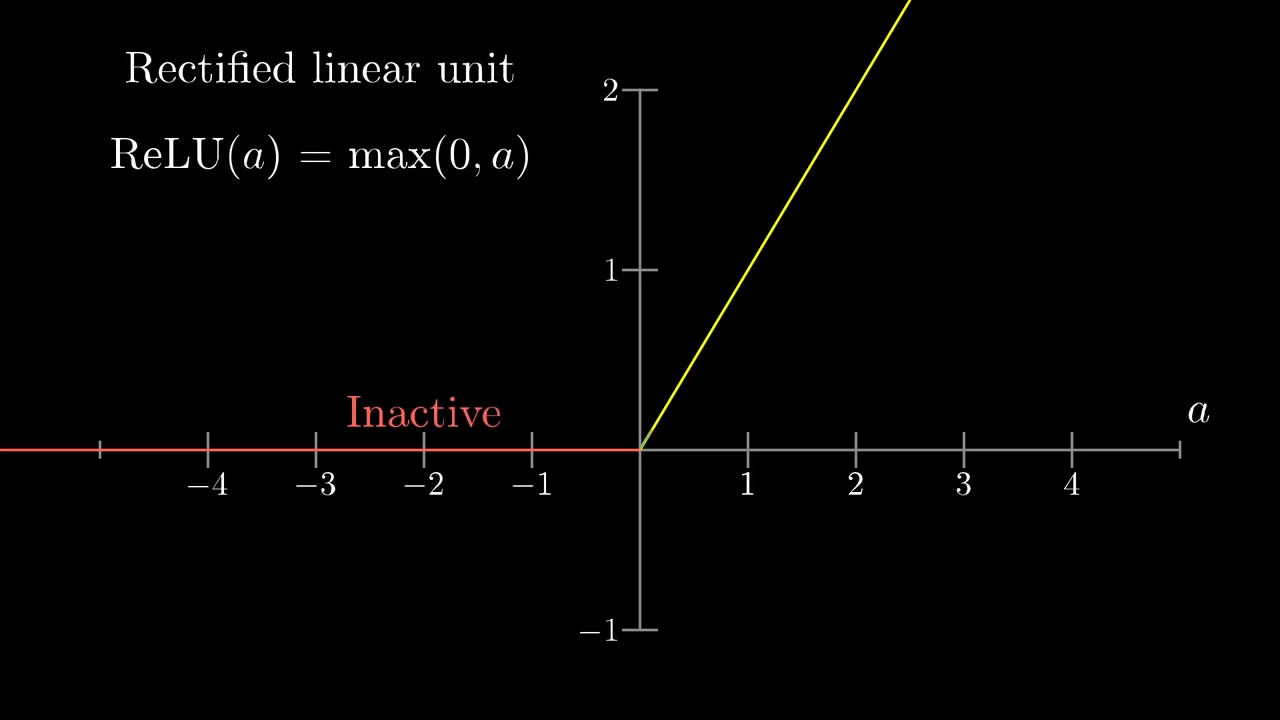 Rectified linear unit
ReLU(a) = max(0, a)
2
1
Inactive
a
−4 −3 −2 −1 1 2 3 4
−1